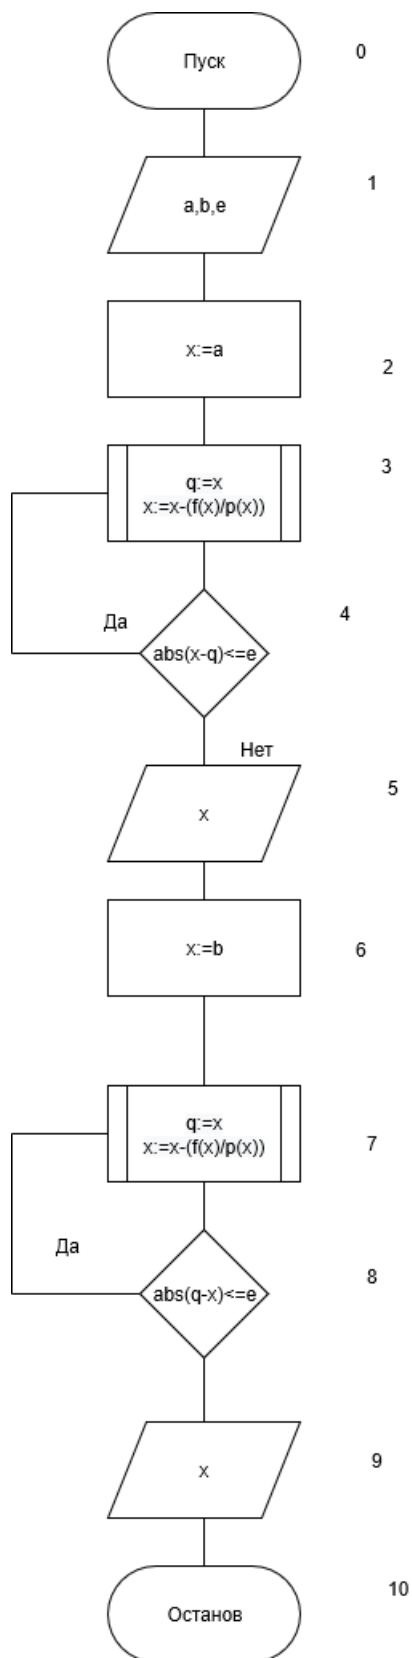 Пуск
0
a,b,e
1
x:=a
2
q:=x
x:=x-(f(x)/p(x))
3
Да
abs(x-q)<=e
4
Нет
x
5
x:=b
6
q:=x
x:=x-(f(x)/p(x))
7
Да
abs(q-x)<=e
8
x
9
Останов
10